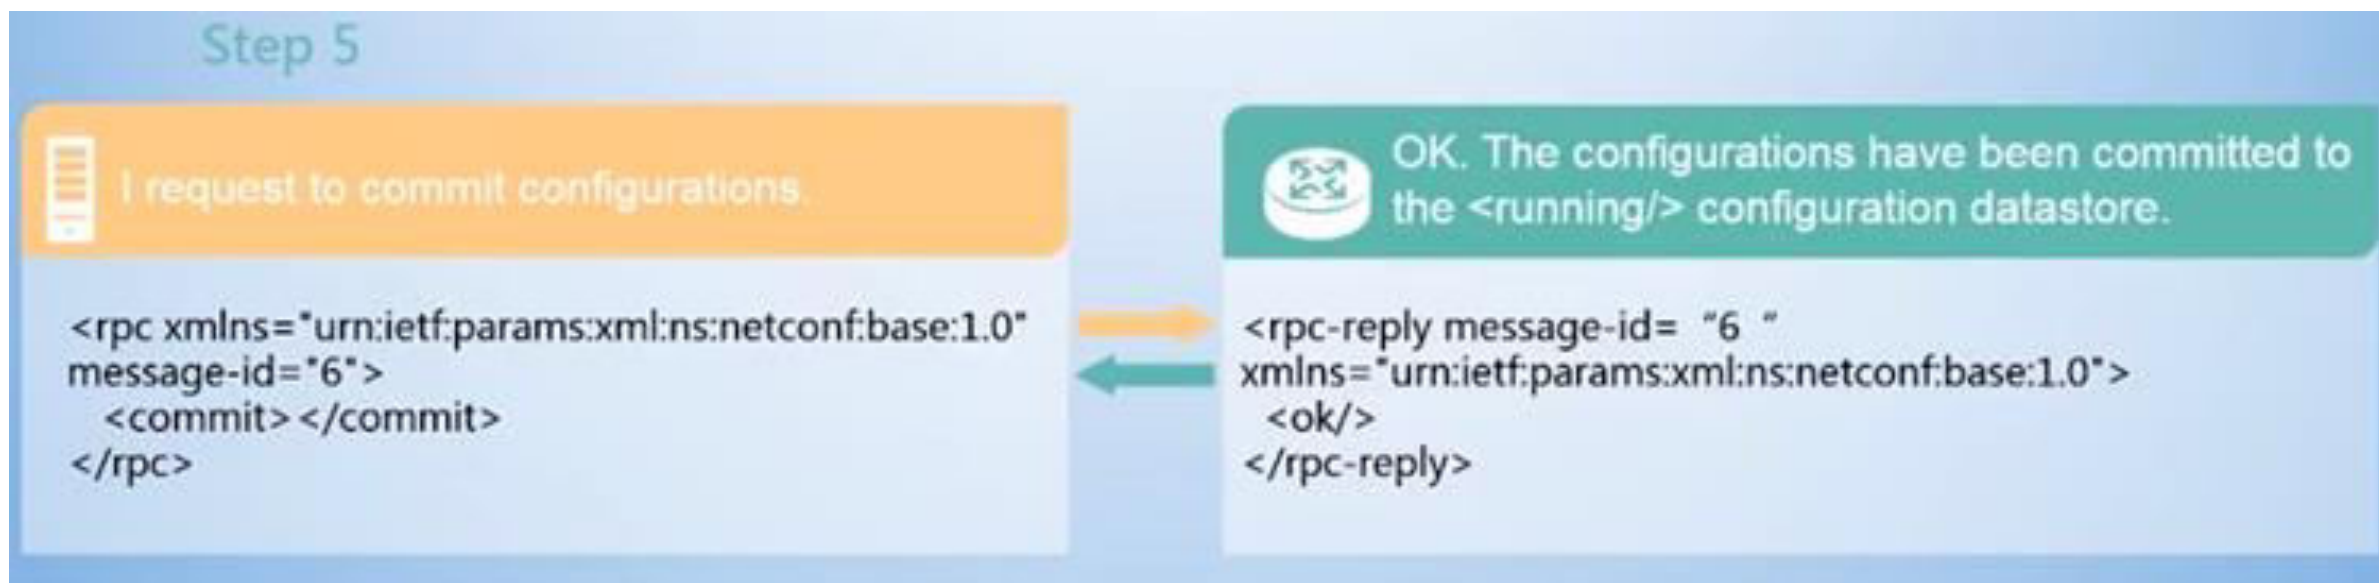 Step 5
I request to commit configurations.
<rpc xmlns="urn:ietf:params:xml:ns:netconf:base:1.0"
message-id="6">
<commit></commit>
</rpc>
OK. The configurations have been committed to
the <running/> configuration datastore.
<rpc-reply message-id= “6 ”
xmlns="urn:ietf:params:xml:ns:netconf:base:1.0">
<ok/>
</rpc-reply>